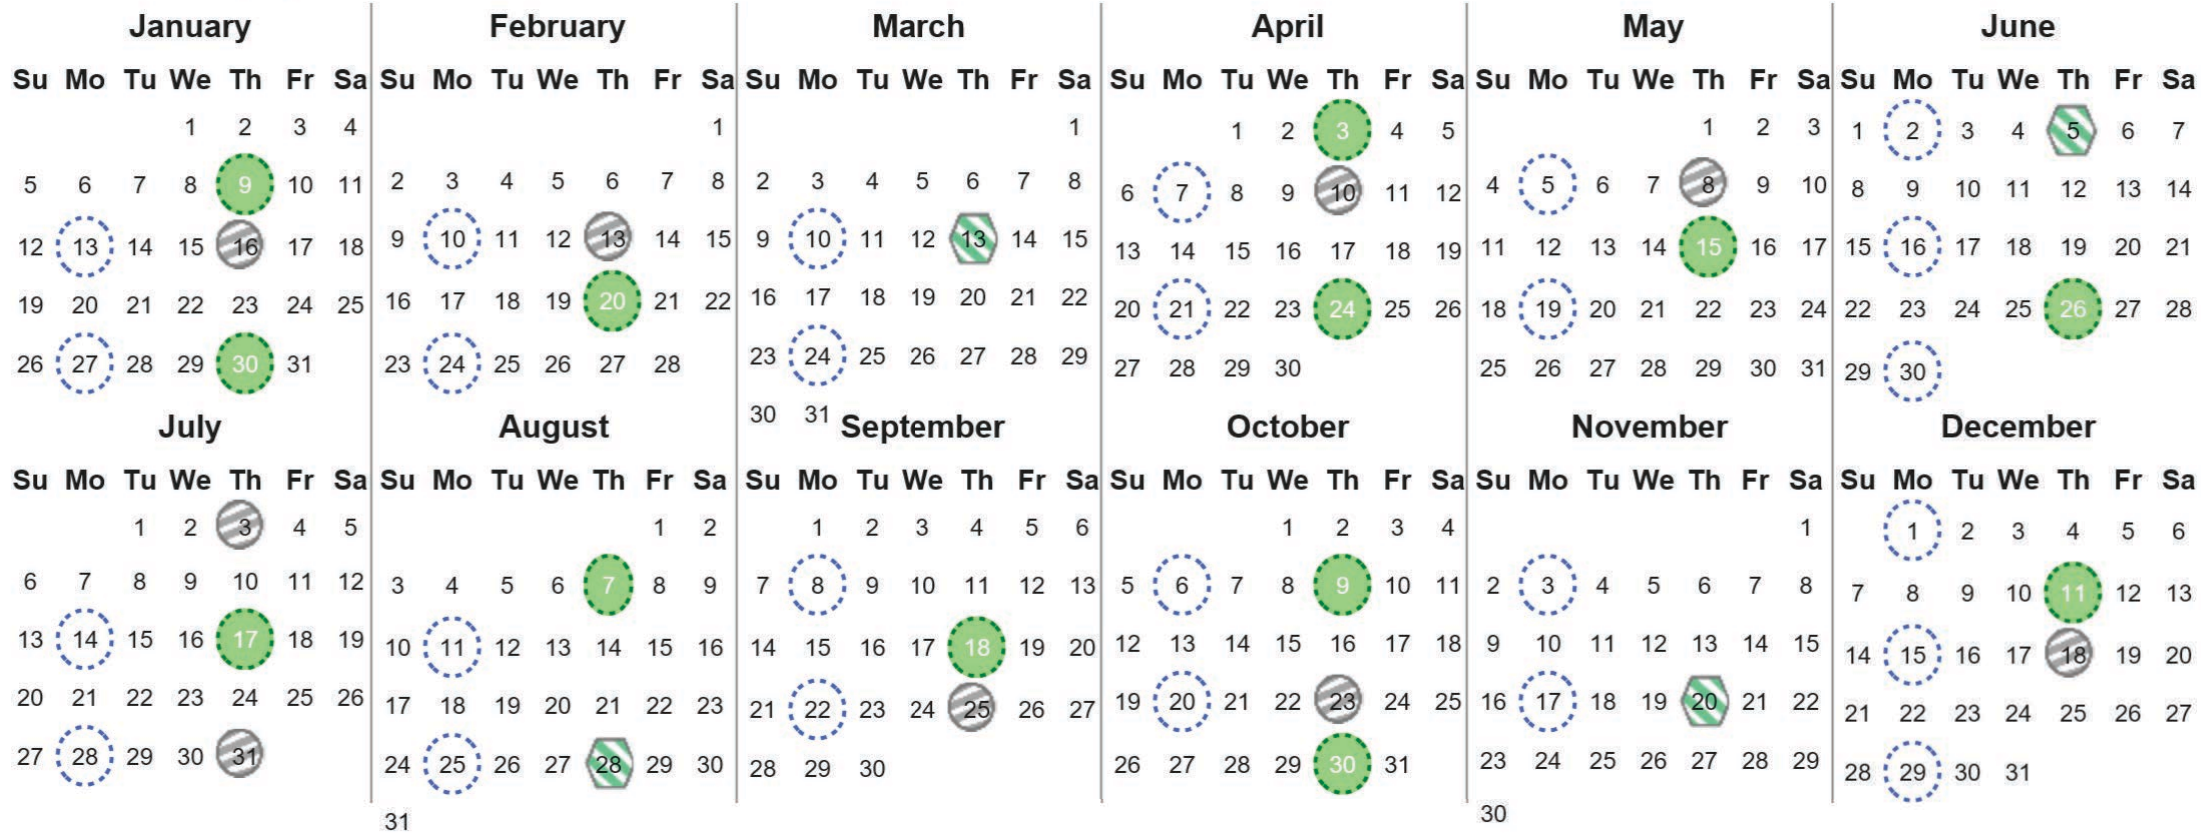 January February March April May June
Su Mo Tu We Th Fr Sa Su Mo Tu We Th Fr Sa Su Mo Tu We Th Fr Sa Su Mo Tu We Th Fr Sa Su Mo Tu We Th Fr Sa Su Mo Tu We Th Fr Sa
1 2 3 4 1 1 1 2 3 4 5 1 2 3 1 2 3 4 5 6 7
5 6 7 8 9 10 11 2 3 4 5 6 7 8 2 3 4 5 6 7 8 6 7 8 9 10 11 12 4 5 6 7 8 9 10 8 9 10 11 12 13 14
12 13 14 15 16 17 18 9 10 11 12 13 14 15 9 10 11 12 13 14 15 13 14 15 16 17 18 19 11 12 13 14 15 16 17 15 16 17 18 19 20 21
19 20 21 22 23 24 25 16 17 18 19 20 21 22 16 17 18 19 20 21 22 20 21 22 23 24 25 26 18 19 20 21 22 23 24 22 23 24 25 26 27 28
26 27 28 29 30 31 23 24 25 26 27 28 23 24 25 26 27 28 29 27 28 29 30 25 26 27 28 29 30 31 29 30
30 31
July August September October November December
Su Mo Tu We Th Fr Sa Su Mo Tu We Th Fr Sa Su Mo Tu We Th Fr Sa Su Mo Tu We Th Fr Sa Su Mo Tu We Th Fr Sa Su Mo Tu We Th Fr Sa
1 2 3 4 5 1 2 1 2 3 4 5 6 1 2 3 4 1 1 2 3 4 5 6
6 7 8 9 10 11 12 3 4 5 6 7 8 9 7 8 9 10 11 12 13 5 6 7 8 9 10 11 2 3 4 5 6 7 8 7 8 9 10 11 12 13
13 14 15 16 17 18 19 10 11 12 13 14 15 16 14 15 16 17 18 19 20 12 13 14 15 16 17 18 9 10 11 12 13 14 15 14 15 16 17 18 19 20
20 21 22 23 24 25 26 17 18 19 20 21 22 23 21 22 23 24 25 26 27 19 20 21 22 23 24 25 16 17 18 19 20 21 22 21 22 23 24 25 26 27
27 28 29 30 31 24 25 26 27 28 29 30 28 29 30 26 27 28 29 30 31 23 24 25 26 27 28 29 28 29 30 31
31 30